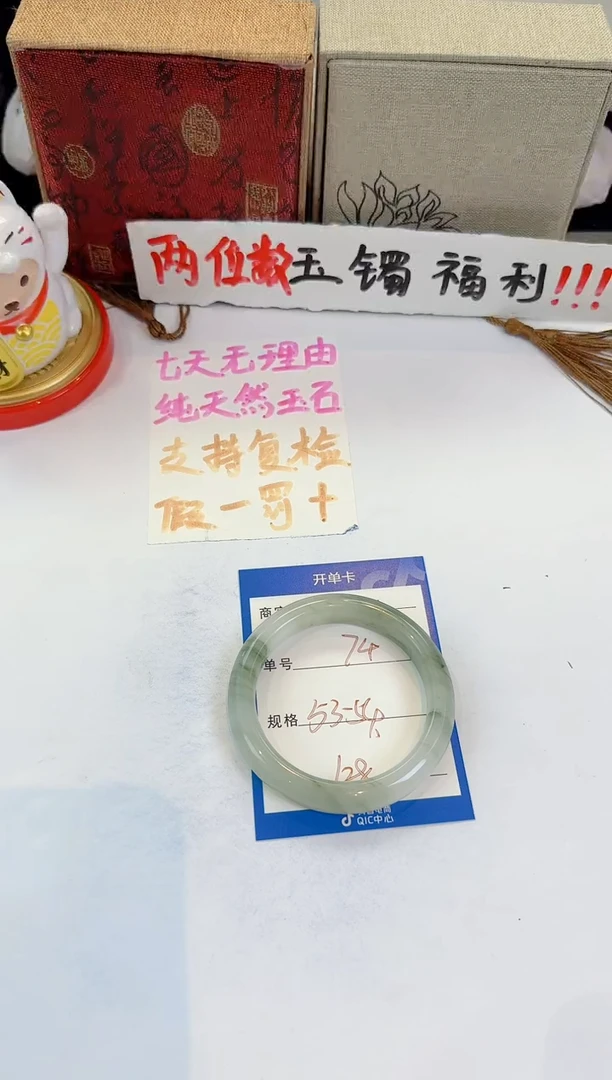 两位数玉镯福利!!!
七天无理由
纯天然玉石
支持复检
假一罚十
开单卡
单号 74
规格
128
QIC中心